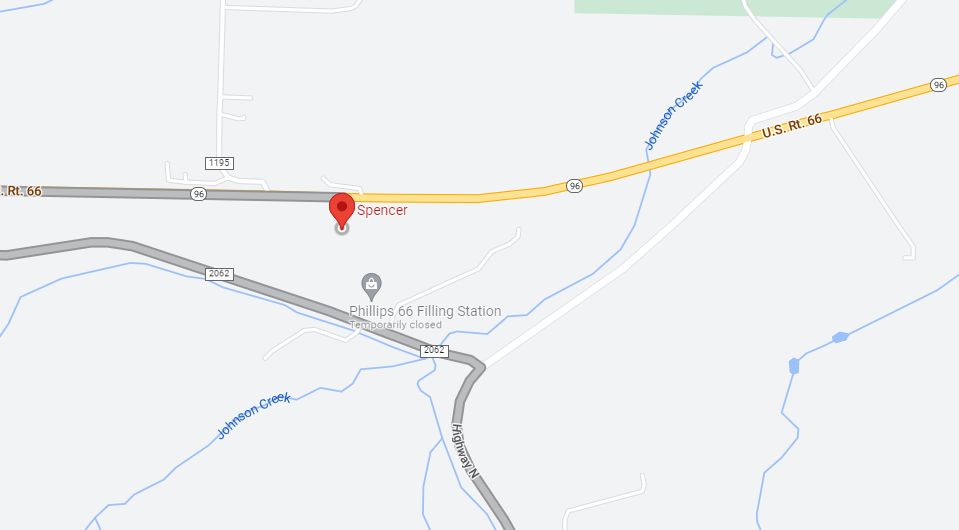 96
Johnson Creek
U.S. Rt. 66
1195
96
. Rt. 66
96
Spencer
2062
Phillips 66 Filling Station
Temporarily closed
2062
Johnson Creek
Highway N